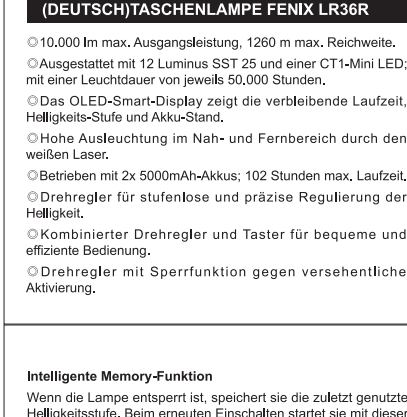 (DEUTSCH)TASCHENLAMPE FENIX LR36R
◎10.000 lm max. Ausgangsleistung, 1260 m max. Reichweite.
◎Ausgestattet mit 12 Luminus SST 25 und einer CT1-Mini LED;
mit einer Leuchtdauer von jeweils 50.000 Stunden.
◎Das OLED-Smart-Display zeigt die verbleibende Laufzeit,
Helligkeits-Stufe und Akku-Stand.
◎Hohe Ausleuchtung im Nah- und Fernbereich durch den
weißen Laser.
◎Betrieben mit 2x 5000mAh-Akkus; 102 Stunden max. Laufzeit.
◎Drehregler für stufenlose und präzise Regulierung der
Helligkeit.
◎Kombinierter Drehregler und Taster für bequeme und
effiziente Bedienung.
◎Drehregler mit Sperrfunktion gegen versehentliche
Aktivierung.
Intelligente Memory-Funktion
Wenn die Lampe entsperrt ist, speichert sie die zuletzt genutzte
Helligkeitsstufe. Beim erneuten Einschalten startet sie mit dieser